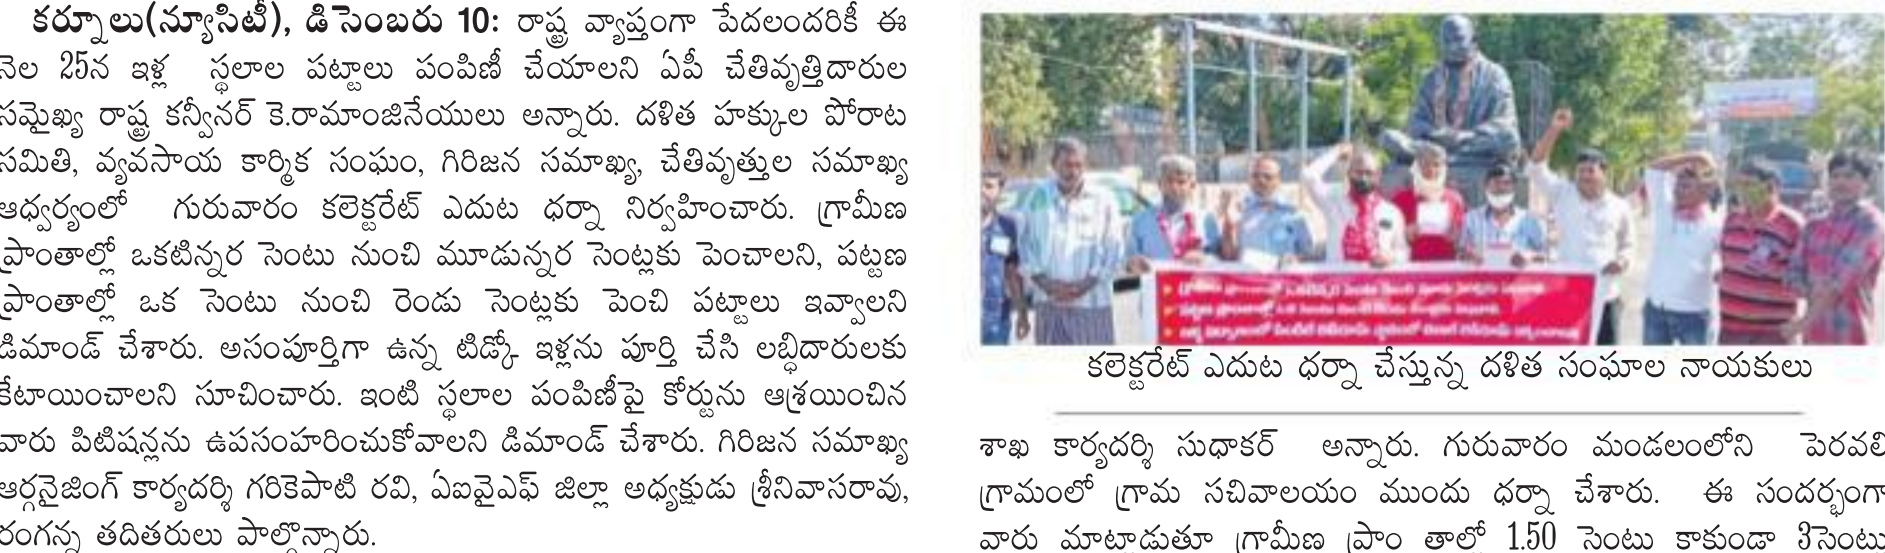 కర్నూలు(న్యూసిటీ), డిసెంబరు 10: రాష్ట్ర వ్యాప్తంగా పేదలందరికీ ఈ
నెల 25న ఇళ్ల స్థలాల పట్టాలు పంపిణీ చేయాలని ఏపీ చేతివృత్తిదారుల
సమైఖ్య రాష్ట్ర కన్వీనర్ కె.రామాంజినేయులు అన్నారు. దళిత హక్కుల పోరాట
సమితి, వ్యవసాయ కార్మిక సంఘం, గిరిజన సమాఖ్య, చేతివృత్తుల సమాఖ్య
ఆధ్వర్యంలో గురువారం కలెక్టరేట్ ఎదుట ధర్నా నిర్వహించారు. గ్రామీణ
ప్రాంతాల్లో ఒకటిన్నర సెంటు నుంచి మూడున్నర సెంట్లకు పెంచాలని, పట్టణ
ప్రాంతాల్లో ఒక సెంటు నుంచి రెండు సెంట్లకు పెంచి పట్టాలు ఇవ్వాలని
డిమాండ్ చేశారు. అసంపూర్తిగా ఉన్న టిడ్కో ఇళ్లను పూర్తి చేసి లబ్ధిదారులకు
కేటాయించాలని సూచించారు. ఇంటి స్థలాల పంపిణీపై కోర్టును ఆశ్రయించిన
వారు పిటిషన్లను ఉపసంహరించుకోవాలని డిమాండ్ చేశారు. గిరిజన సమాఖ్య
ఆర్గనైజింగ్ కార్యదర్శి గరికెపాటి రవి, ఏఐవైఎఫ్ జిల్లా అధ్యక్షుడు శ్రీనివాసరావు,
రంగన్న తదితరులు పాల్గొన్నారు.
కలెక్టరేట్ ఎదుట ధర్నా చేస్తున్న దళిత సంఘాల నాయకులు
శాఖ కార్యదర్శి సుధాకర్ అన్నారు. గురువారం మండలంలోని పెరవలి
గ్రామంలో గ్రామ సచివాలయం ముందు ధర్నా చేశారు. ఈ సందర్భంగా
వారు మాట్లాడుతూ గ్రామీణ ప్రాం తాల్లో 1.50 సెంటు కాకుండా 3సెంటు